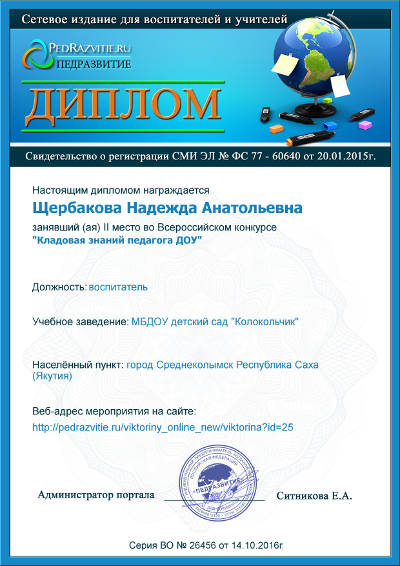 Сетевое издание для воспитателей и учителей
PEDRAZVITIE.RU
ПЕДРАЗВИТИЕ
ДИПЛОМ
Свидетельство о регистрации СМИ ЭЛ № ФС 77 - 60640 от 20.01.2015г.
Настоящим дипломом награждается
Щербакова Надежда Анатольевна
занявший (ая) II место во Всероссийском конкурсе
"Кладовая знаний педагога ДОУ"
Должность: воспитатель
Учебное заведение: МБДОУ детский сад "Колокольчик"
Населённый пункт: город Среднеколымск Республика Саха
(Якутия)
Веб-адрес мероприятия на сайте:
http://pedrazvitie.ru/viktoriny_online_new/viktorina?id=25
«ПЕДРАЗВИТИЕ»
Администратор портала Ситникова Е.А.
Серия ВО № 26456 от 14.10.2016г.